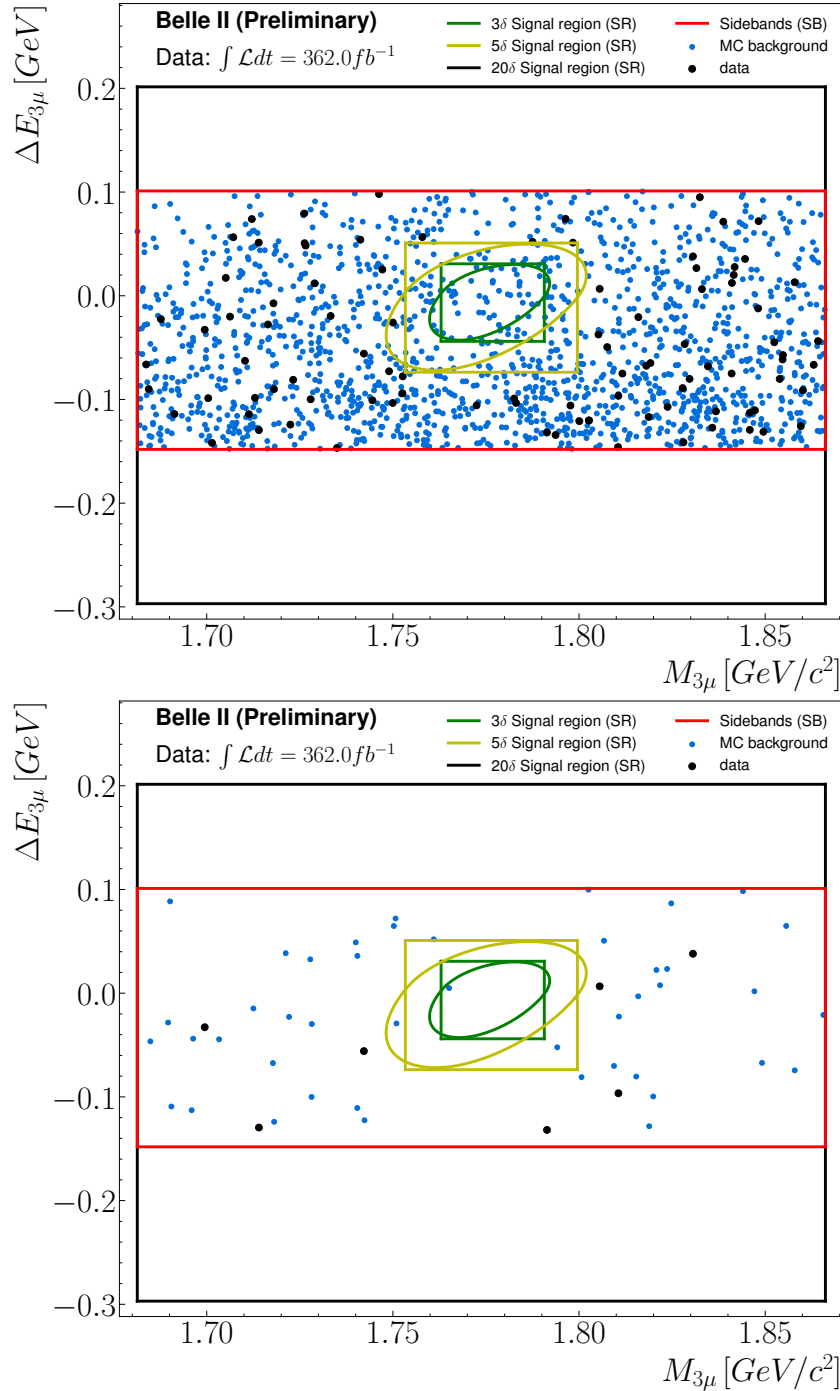 Belle II (Preliminary)
Data: ∫ ℒdt = 362.0fb⁻¹
3δ Signal region (SR)
5δ Signal region (SR)
20δ Signal region (SR)
Sidebands (SB)
MC background
data
ΔE₃μ [GeV]
0.2
0.1
0.0
−0.1
−0.2
−0.3
1.70 1.75 1.80 1.85
M₃μ [GeV/c²]
Belle II (Preliminary)
Data: ∫ ℒdt = 362.0fb⁻¹
3δ Signal region (SR)
5δ Signal region (SR)
20δ Signal region (SR)
Sidebands (SB)
MC background
data
ΔE₃μ [GeV]
0.2
0.1
0.0
−0.1
−0.2
−0.3
1.70 1.75 1.80 1.85
M₃μ [GeV/c²]